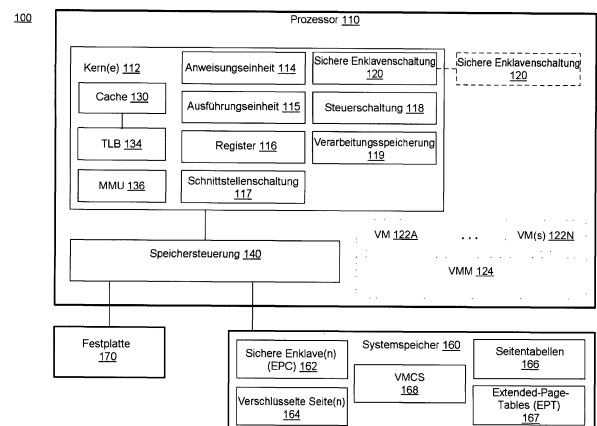 100
Prozessor 110
Kern(e) 112
Anweisungseinheit 114
Sichere Enklavenschaltung
120
Sichere Enklavenschaltung
120
Cache 130
Ausführungseinheit 115
Steuerschaltung 118
TLB 134
Register 116
Verarbeitungsspeicherung
119
MMU 136
Schnittstellenschaltung
117
Speichersteuerung 140
VM 122A
...
VM(s) 122N
VMM 124
Festplatte
170
Systemspeicher 160
Sichere Enklave(n)
(EPC) 162
Seitentabellen
166
VMCS
168
Verschlüsselte Seite(n)
164
Extended-Page-
Tables (EPT)
167